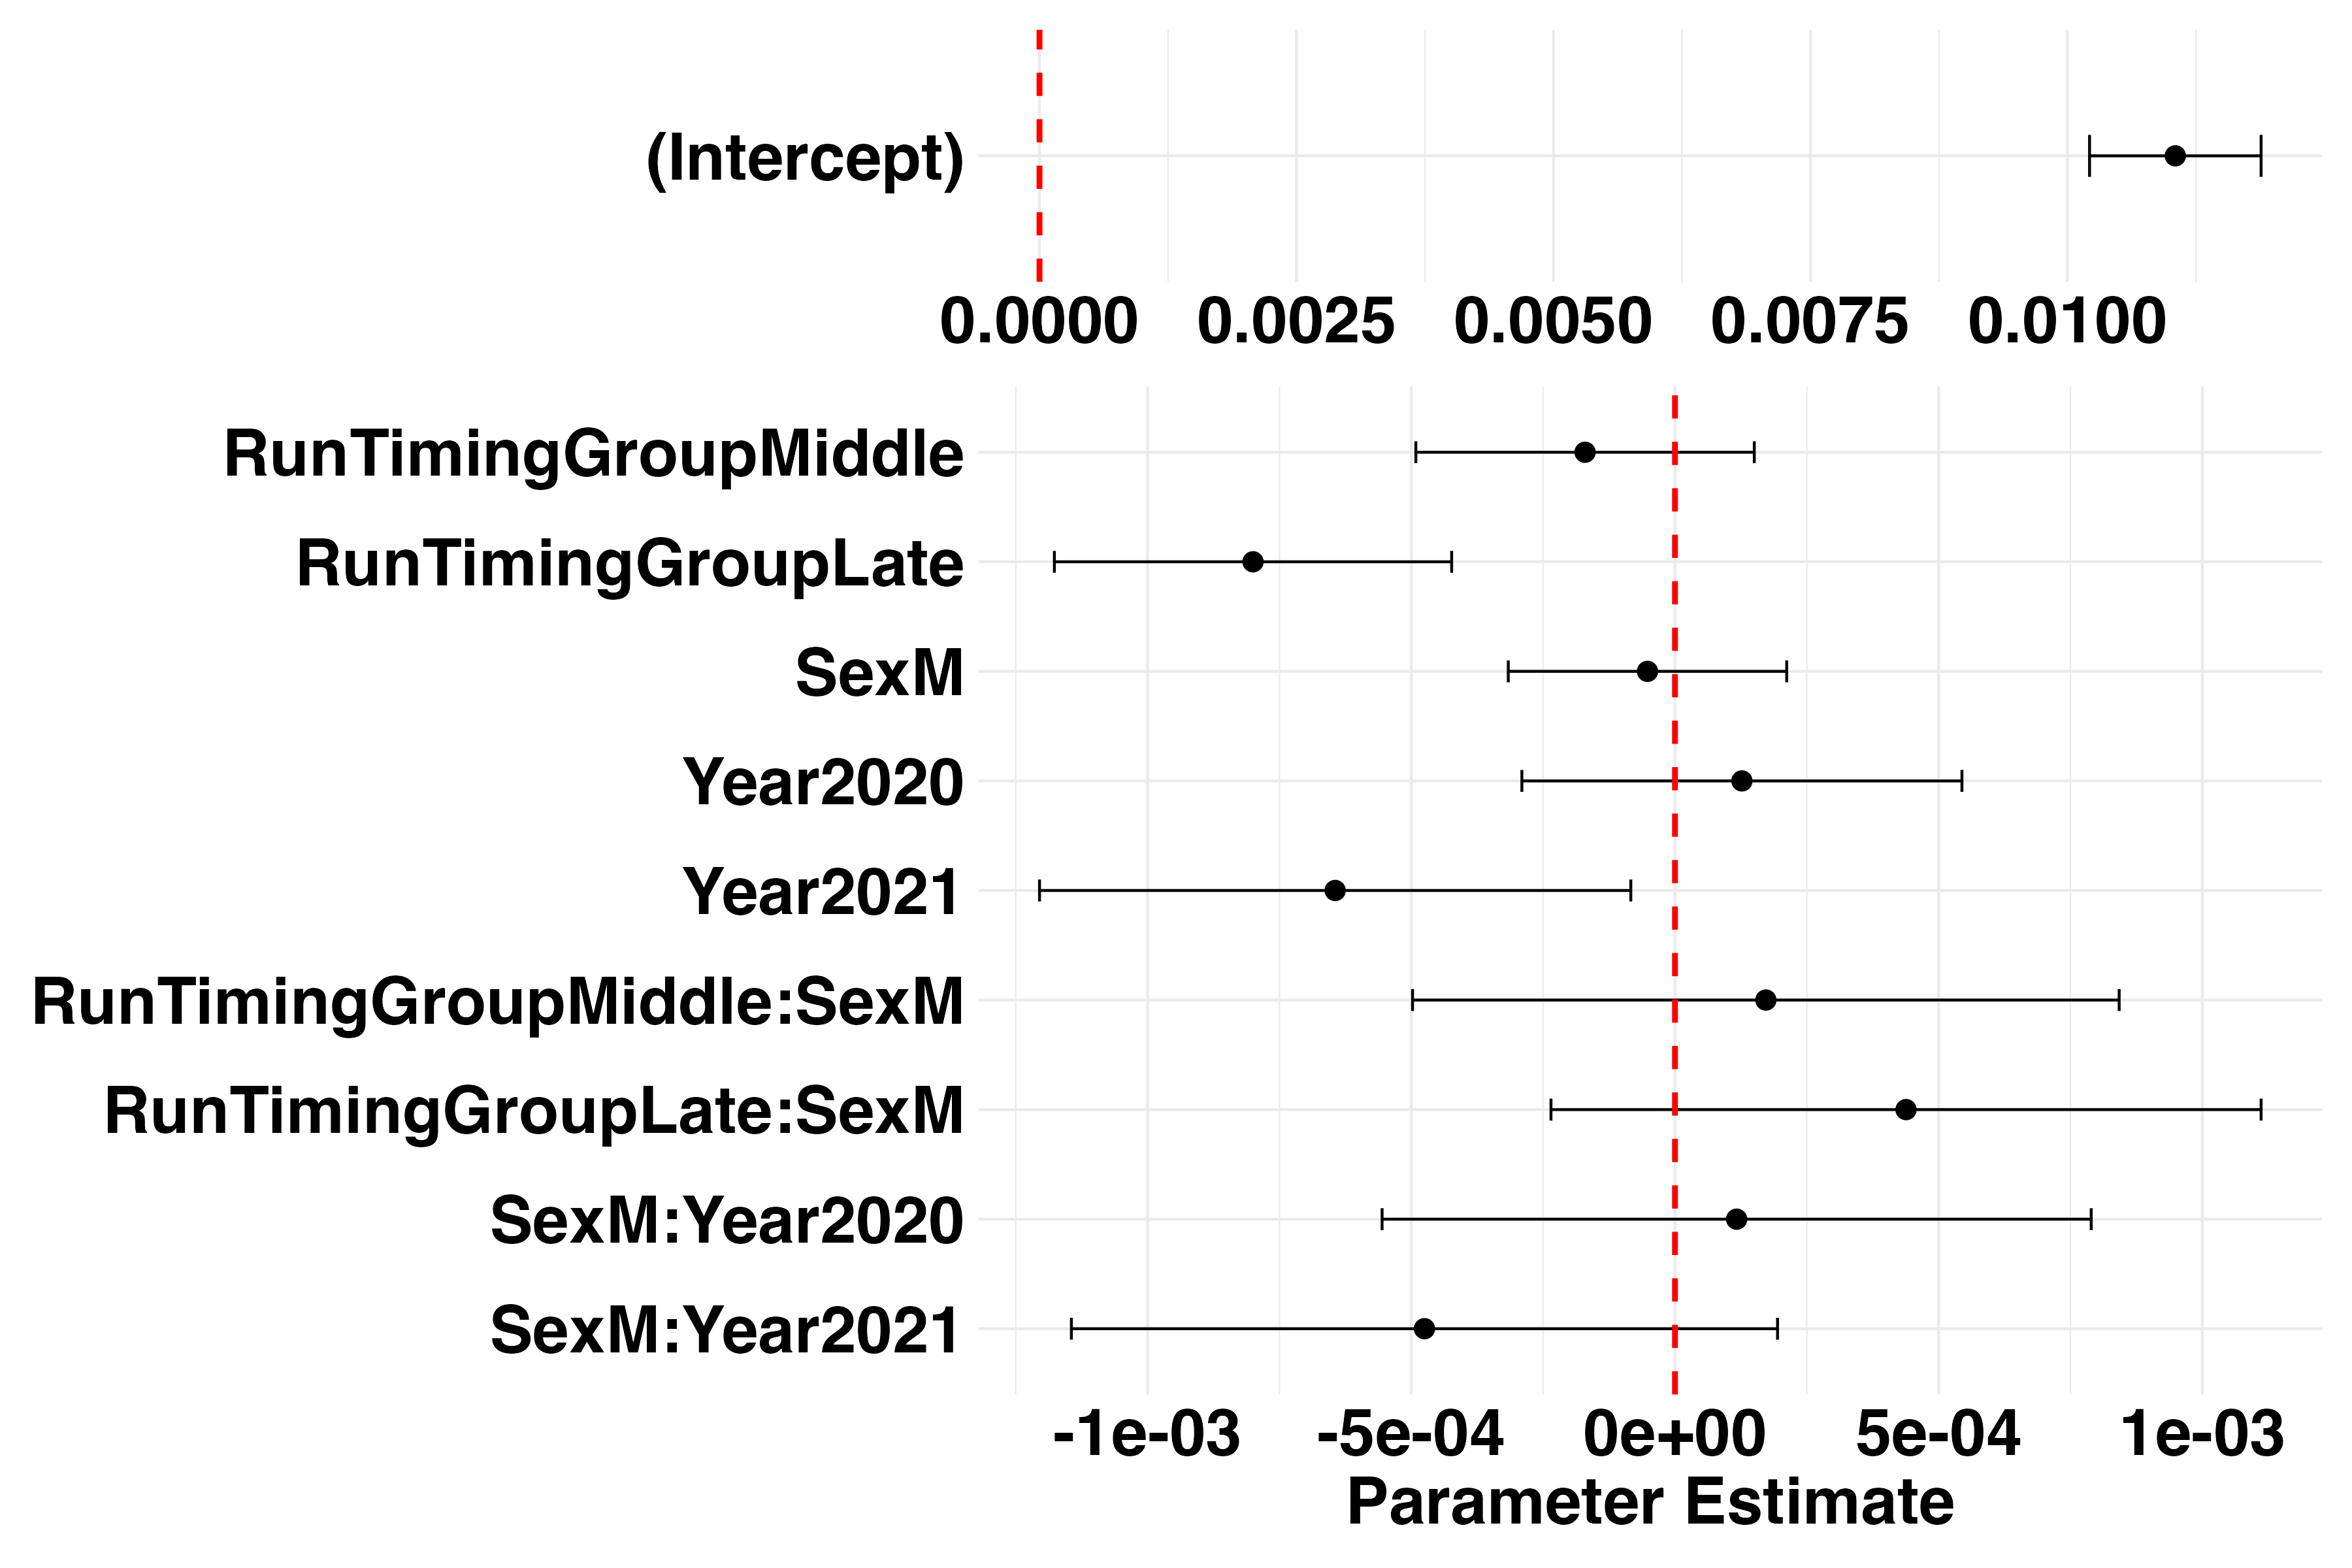 (Intercept)
0.0000 0.0025 0.0050 0.0075 0.0100
RunTimingGroupMiddle
RunTimingGroupLate
SexM
Year2020
Year2021
RunTimingGroupMiddle:SexM
RunTimingGroupLate:SexM
SexM:Year2020
SexM:Year2021
-1e-03 -5e-04 0e+00 5e-04 1e-03
Parameter Estimate